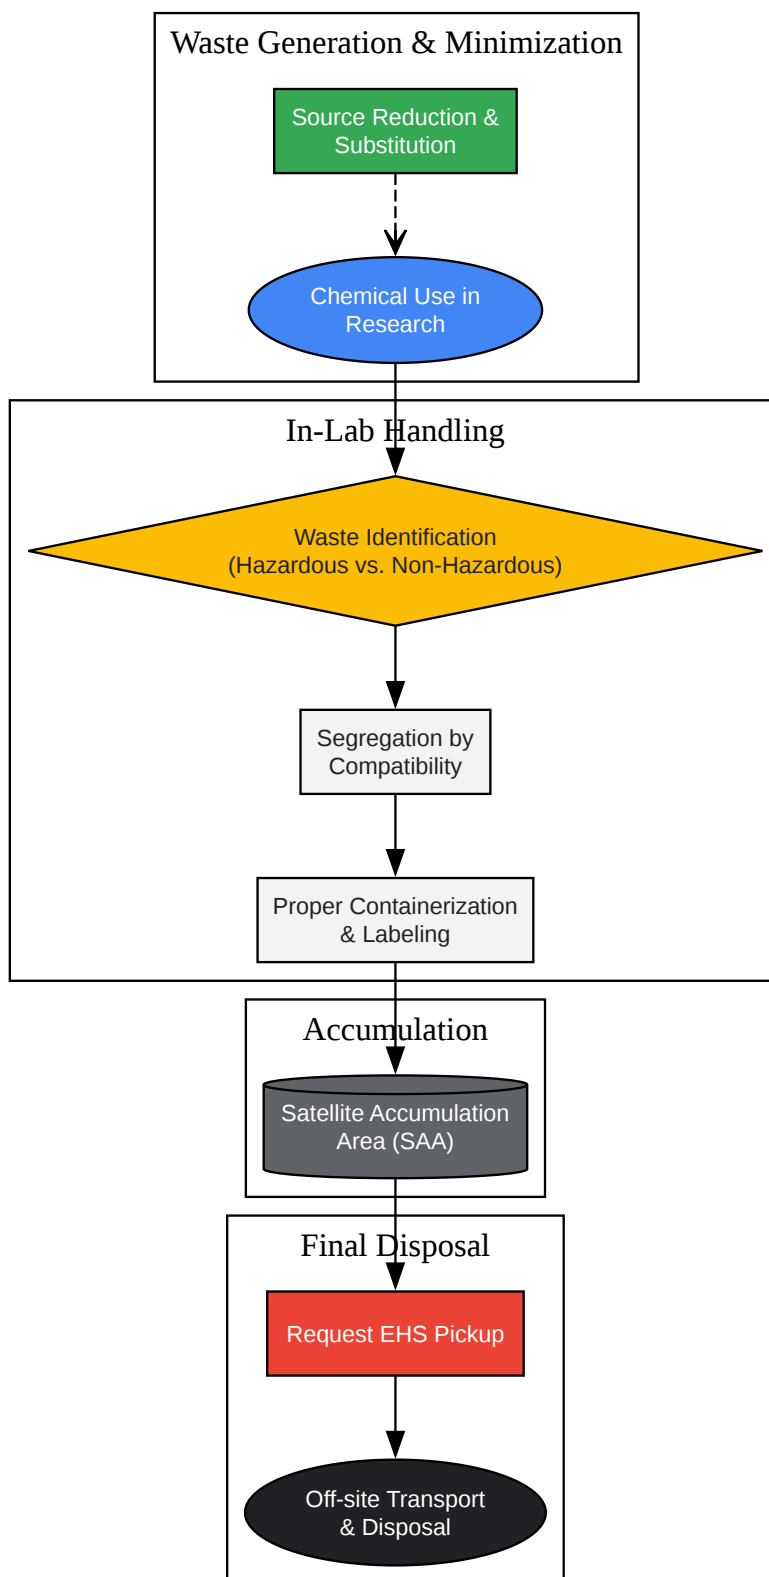 Waste Generation & Minimization
Source Reduction &
Substitution
Chemical Use in
Research
In-Lab Handling
Waste Identification
(Hazardous vs. Non-Hazardous)
Segregation by
Compatibility
Proper Containerization
& Labeling
Accumulation
Satellite Accumulation
Area (SAA)
Final Disposal
Request EHS Pickup
Off-site Transport
& Disposal